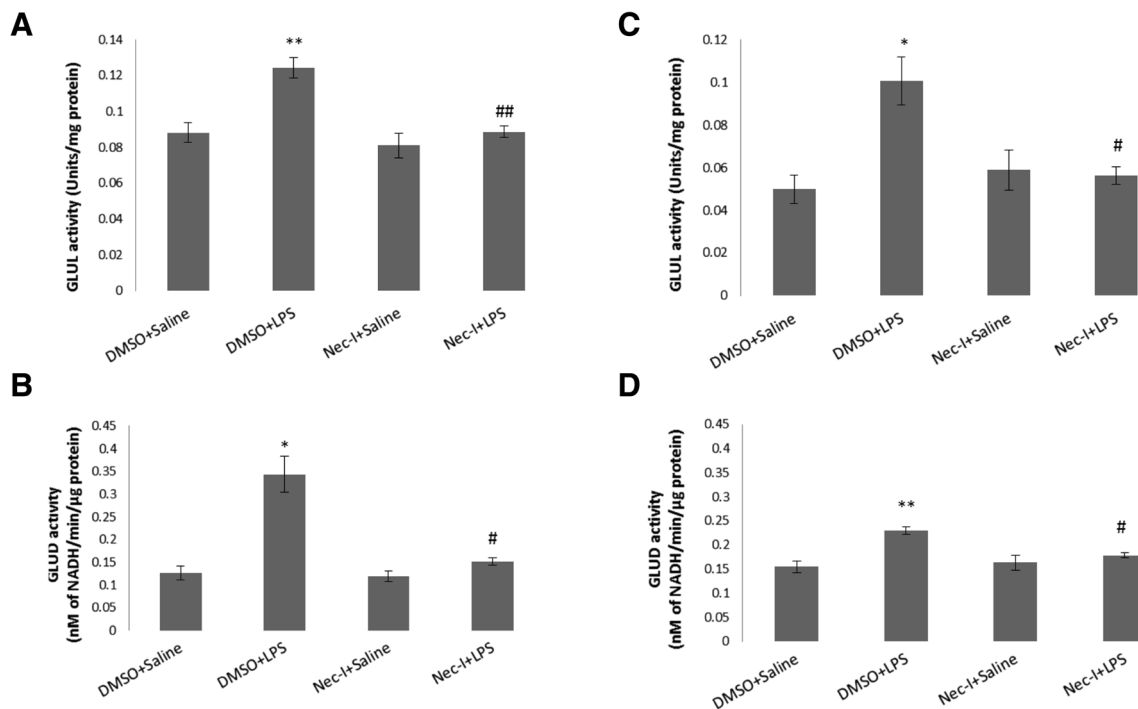 A
GLUL activity (Units/mg protein)
0.14
0.12
0.1
0.08
0.06
0.04
0.02
0
**
##
DMSO+Saline
DMSO+LPS
Nec-I+Saline
Nec-I+LPS
C
GLUL activity (Units/mg protein)
0.12
0.1
0.08
0.06
0.04
0.02
0
*
#
DMSO+Saline
DMSO+LPS
Nec-I+Saline
Nec-I+LPS
B
GLUD activity
(nM of NADH/min/µg protein)
0.45
0.4
0.35
0.3
0.25
0.2
0.15
0.1
0.05
0
*
#
DMSO+Saline
DMSO+LPS
Nec-I+Saline
Nec-I+LPS
D
GLUD activity
(nM of NADH/min/µg protein)
0.45
0.4
0.35
0.3
0.25
0.2
0.15
0.1
0.05
0
**
#
DMSO+Saline
DMSO+LPS
Nec-I+Saline
Nec-I+LPS